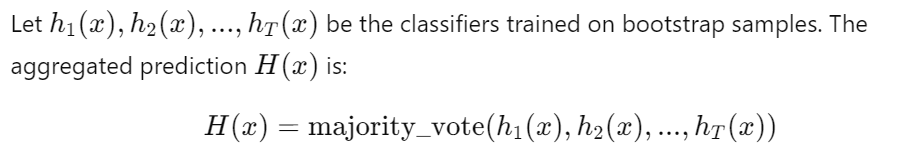 Let h₁(x), h₂(x), ..., h_T(x) be the classifiers trained on bootstrap samples. The
aggregated prediction H(x) is:
H(x) = majority_vote(h₁(x), h₂(x), ..., h_T(x))